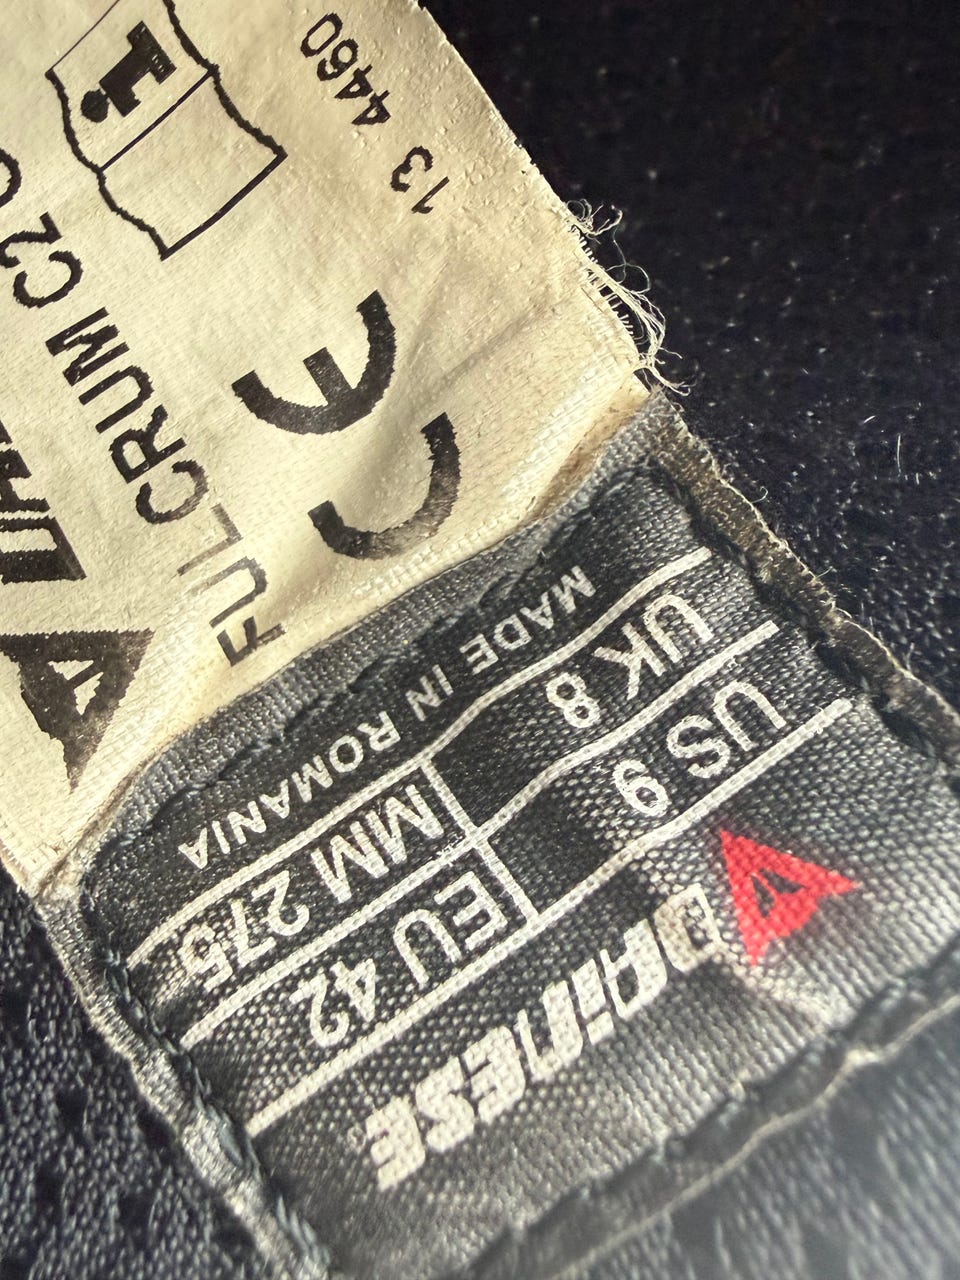 DAINESE
US 9
EU 42
UK 8
MM 275
MADE IN ROMANIA
FULCRUM C2
CE
13 4460
i